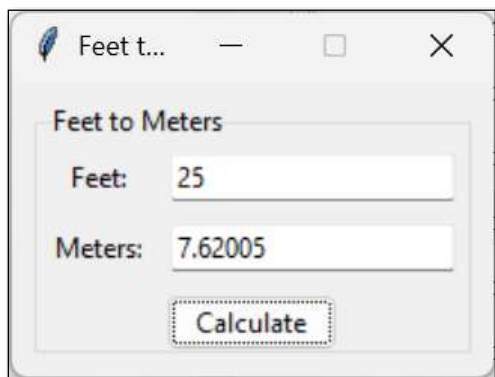 Feet t...
Feet to Meters
Feet: 25
Meters: 7.62005
Calculate